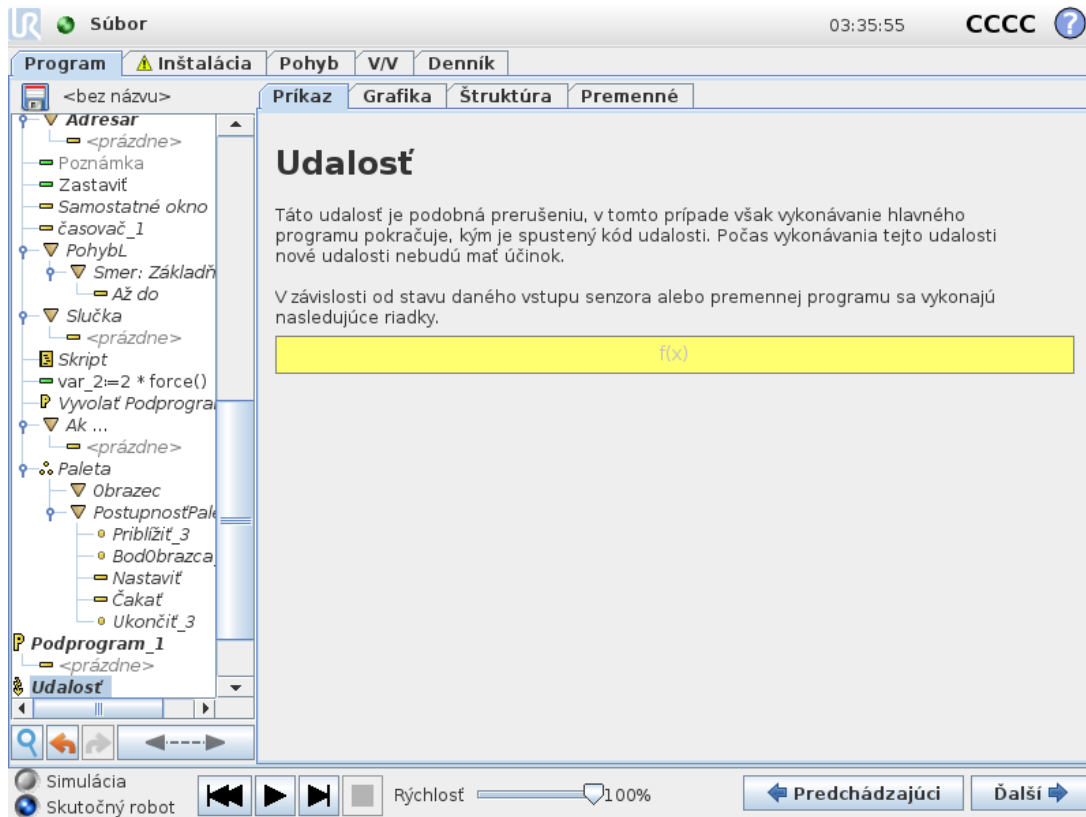 Súbor
03:35:55
CCCC
?
Program
Inštalácia
Pohyb
V/V
Denník
<bez názvu>
Príkaz
Grafika
Štruktúra
Premenné
Adresár
<prázdne>
Poznámka
Zastaviť
Samostatné okno
časovač_1
PohybL
Smer: Základň
Až do
Slučka
<prázdne>
Skript
var_2:=2 * force()
Vyvolať Podprogra
Ak ...
<prázdne>
Paleta
Obrazec
PostupnosťPale
Priblížiť_3
BodObrazca_
Nastaviť
Čakať
Ukončiť_3
Podprogram_1
<prázdne>
Udalosť
Udalosť
Táto udalosť je podobná prerušeniu, v tomto prípade však vykonávanie hlavného
programu pokračuje, kým je spustený kód udalosti. Počas vykonávania tejto udalosti
nové udalosti nebudú mať účinok.
V závislosti od stavu daného vstupu senzora alebo premennej programu sa vykonajú
nasledujúce riadky.
f(x)
Simulácia
Skutočný robot
Rýchlosť
100%
Predchádzajúci
Ďalší